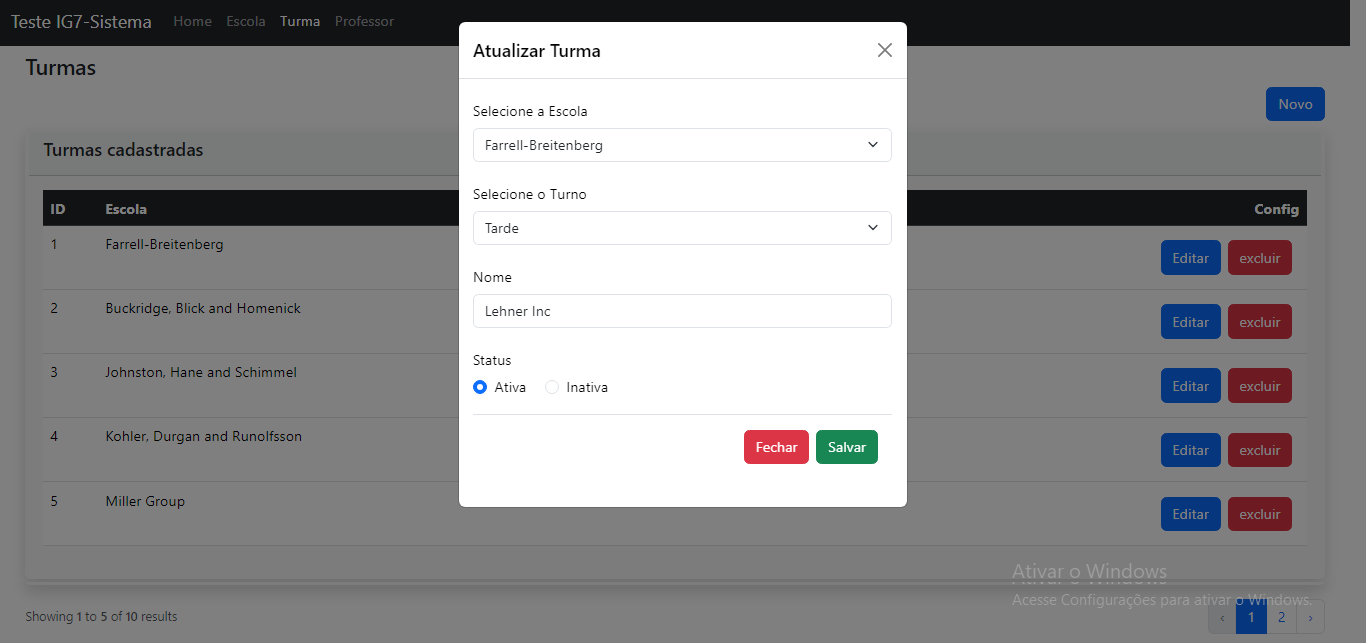 Teste IG7-Sistema Home Escola Turma Professor
Turmas
Novo
Turmas cadastradas
ID Escola Config
1 Farrell-Breitenberg Editar excluir
2 Buckridge, Blick and Homenick Editar excluir
3 Johnston, Hane and Schimmel Editar excluir
4 Kohler, Durgan and Runolfsson Editar excluir
5 Miller Group Editar excluir
Atualizar Turma
Selecione a Escola
Farrell-Breitenberg
Selecione o Turno
Tarde
Nome
Lehner Inc
Status
Ativa Inativa
Fechar Salvar
Ativar o Windows
Acesse Configurações para ativar o Windows.
Showing 1 to 5 of 10 results
‹ 1 2 ›